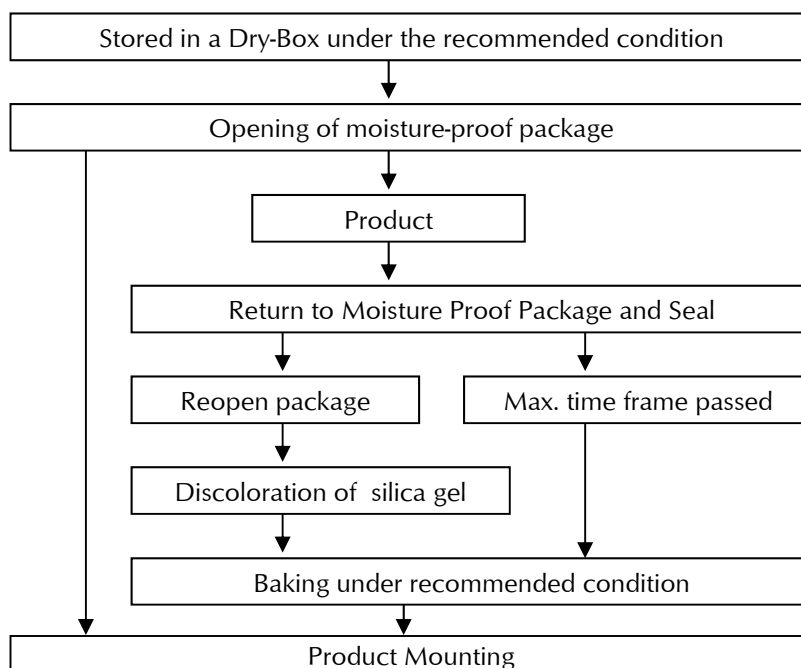 Stored in a Dry-Box under the recommended condition
Opening of moisture-proof package
Product
Return to Moisture Proof Package and Seal
Reopen package
Max. time frame passed
Discoloration of silica gel
Baking under recommended condition
Product Mounting